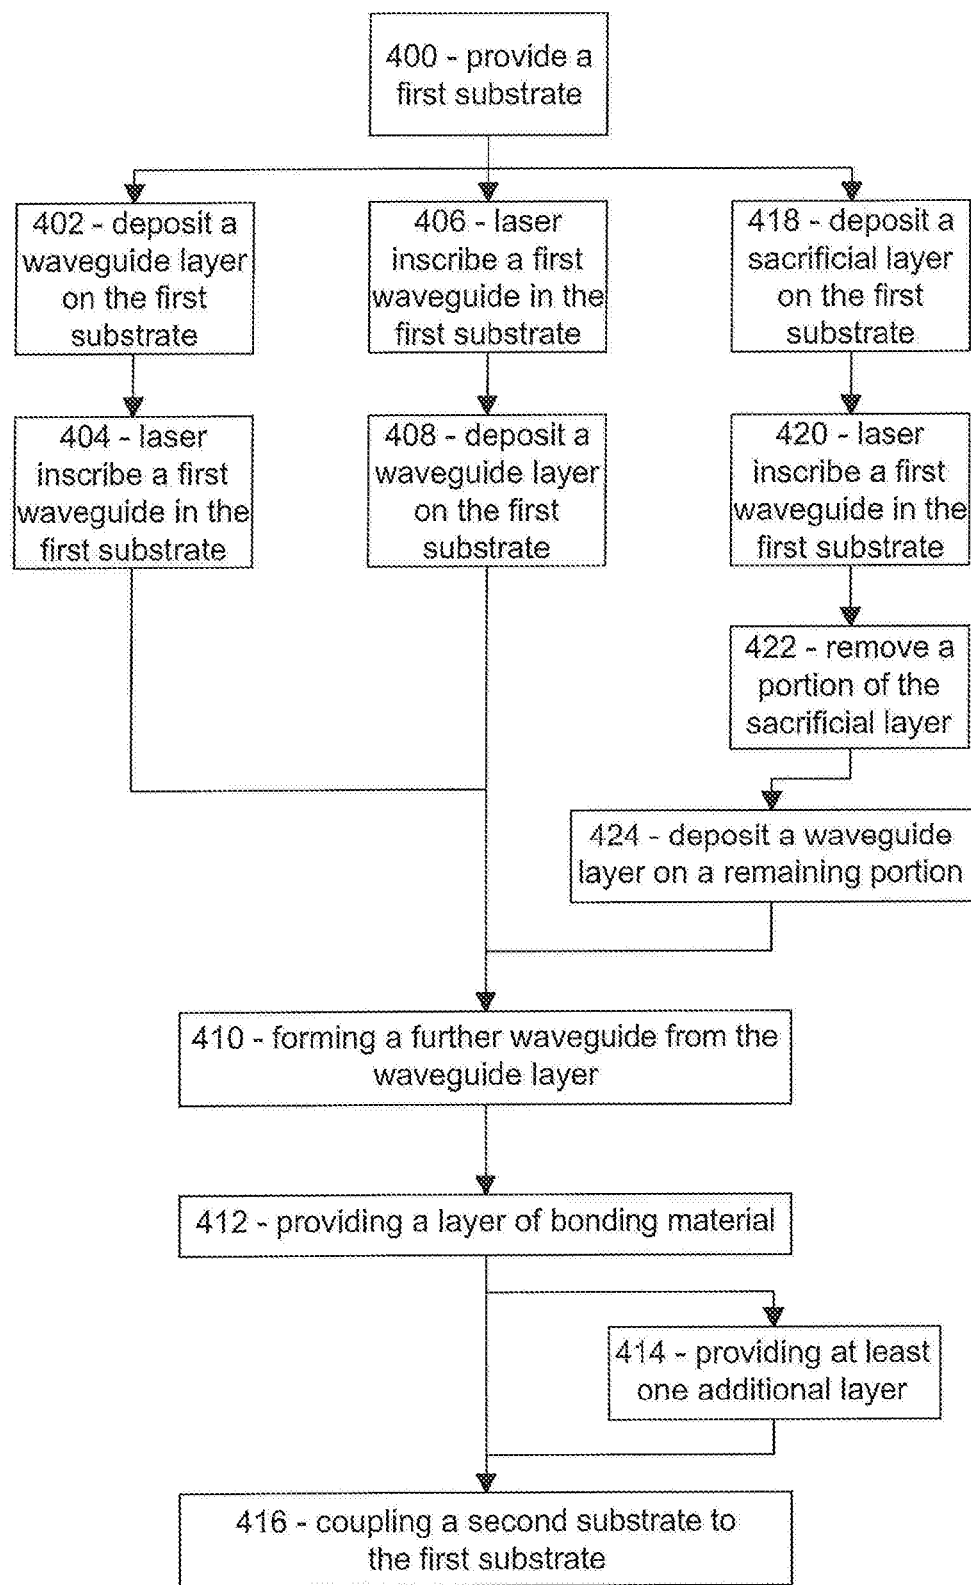 400 - provide a
first substrate
402 - deposit a
waveguide layer
on the first
substrate
406 - laser
inscribe a first
waveguide in the
first substrate
418 - deposit a
sacrificial layer
on the first
substrate
404 - laser
inscribe a first
waveguide in the
first substrate
408 - deposit a
waveguide layer
on the first
substrate
420 - laser
inscribe a first
waveguide in the
first substrate
422 - remove a
portion of the
sacrificial layer
424 - deposit a waveguide
layer on a remaining portion
410 - forming a further waveguide from the
waveguide layer
412 - providing a layer of bonding material
414 - providing at least
one additional layer
416 - coupling a second substrate to
the first substrate